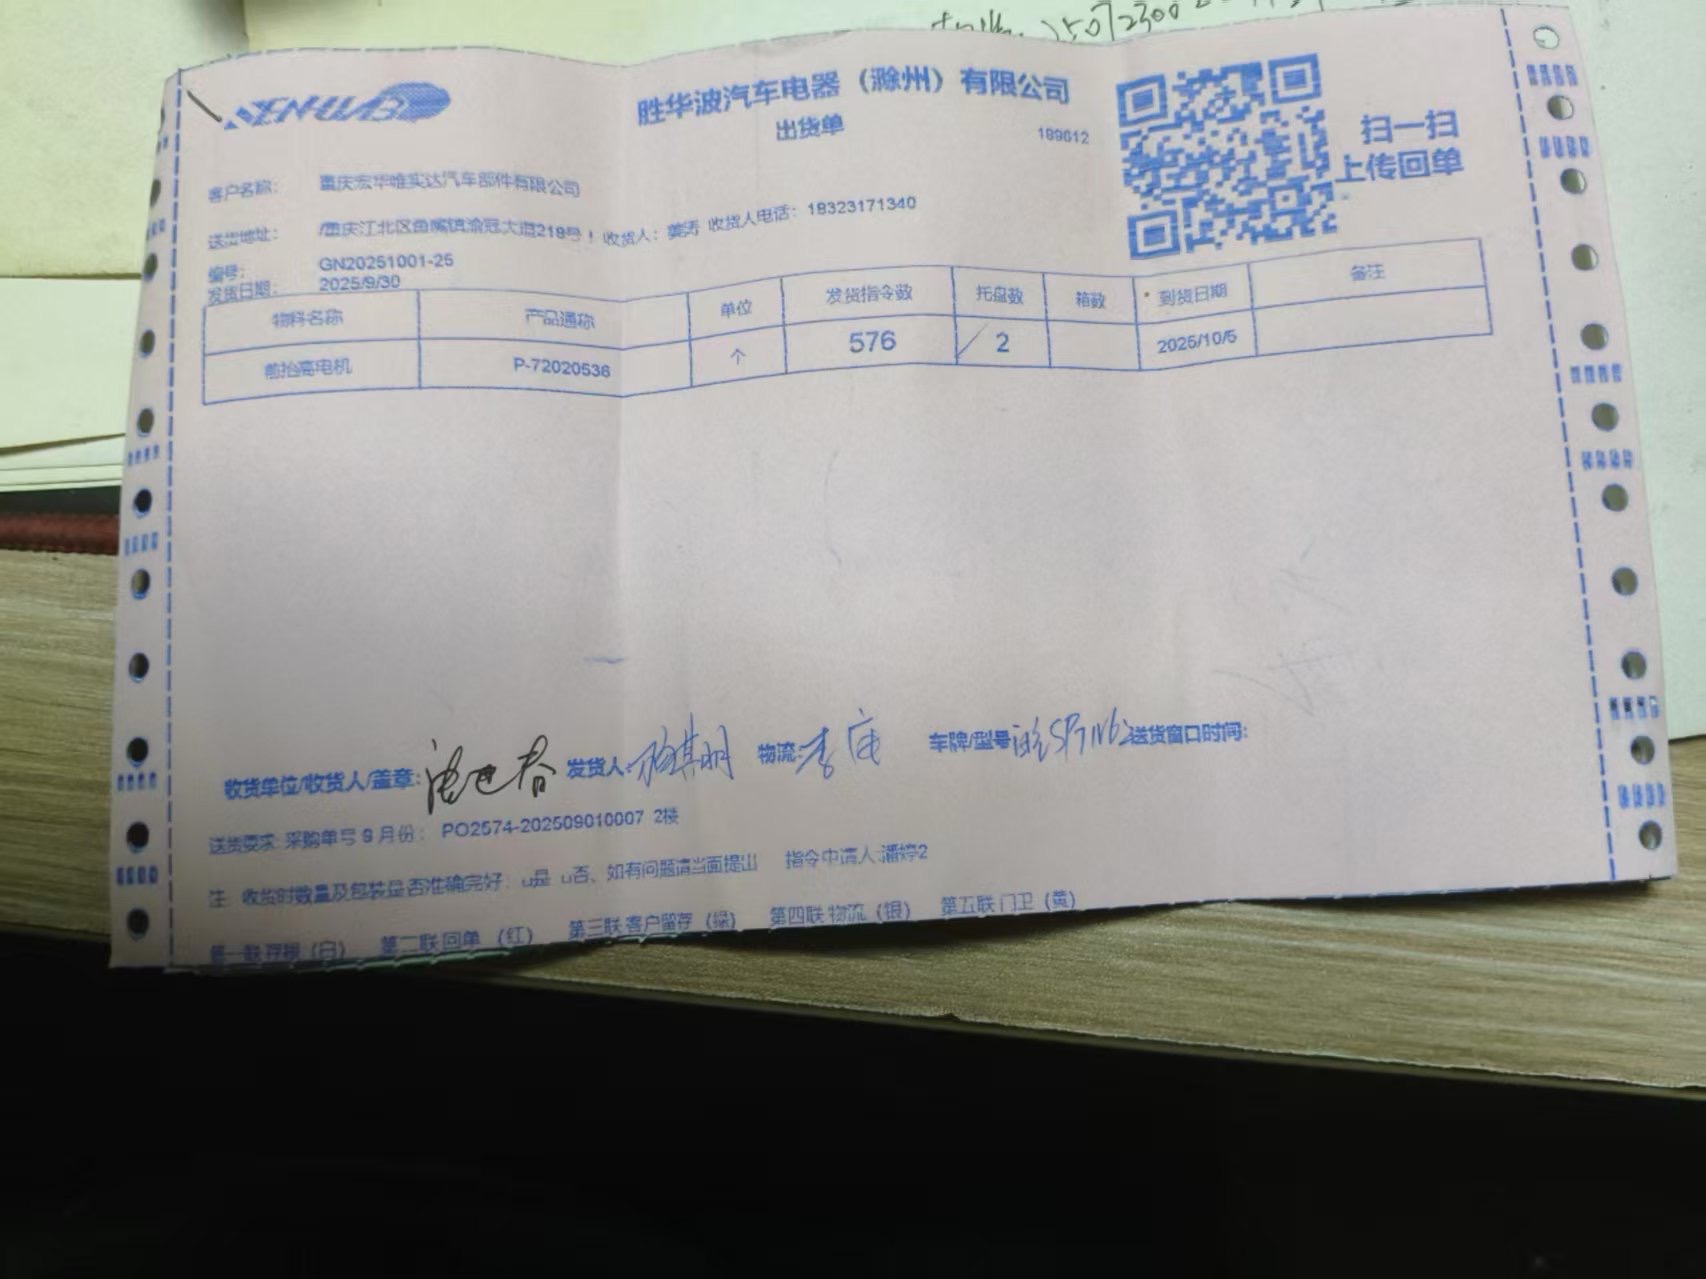 胜华波汽车电器（滁州）有限公司
出货单
189612
扫一扫
上传回单
客户名称： 重庆宏华唯实达汽车部件有限公司
送货地址： 重庆江北区鱼嘴镇渝冠大道218号！收货人：姜寿 收货人电话：18323171340
编号： GN20251001-25
发货日期： 2025/9/30
物料名称 产品通称 单位 发货指令数 托盘数 箱数 到货日期 备注
前抬高电机 P-72020536 个 576 2 2025/10/5
收货单位/收货人/盖章： 发货人： 物流：李 车牌/型号 送货窗口时间：
送货要求: 采购单号 9 月份： PO2574-202509010007 2楼
注 收货时数量及包装是否准确完好：u是 u否、如有问题请当面提出 指令申请人:潘婷2
第一联 存根（白） 第二联 回单（红） 第三联 客户留存（绿） 第四联 物流（银） 第五联 门卫（黄）